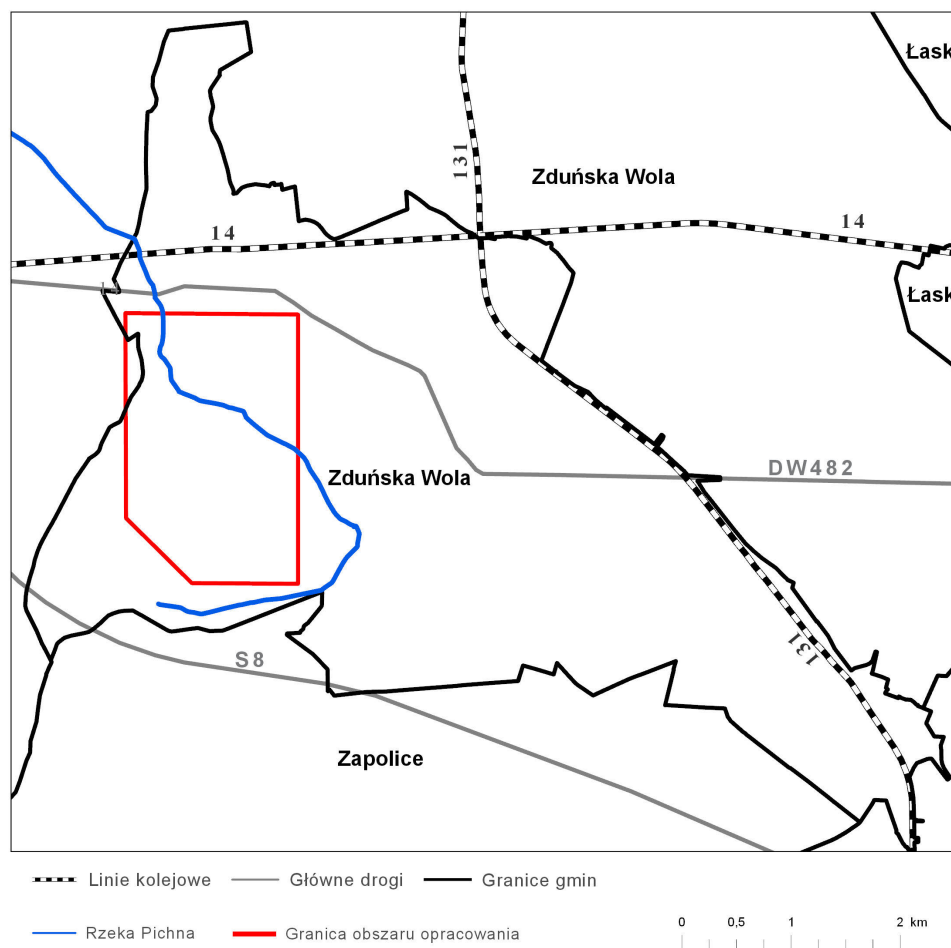 Łask
131
Zduńska Wola
14
14
Łask
14
DW482
Zduńska Wola
131
S8
Zapolice
Linie kolejowe
Główne drogi
Granice gmin
Rzeka Pichna
Granica obszaru opracowania
0 0,5 1 2 km